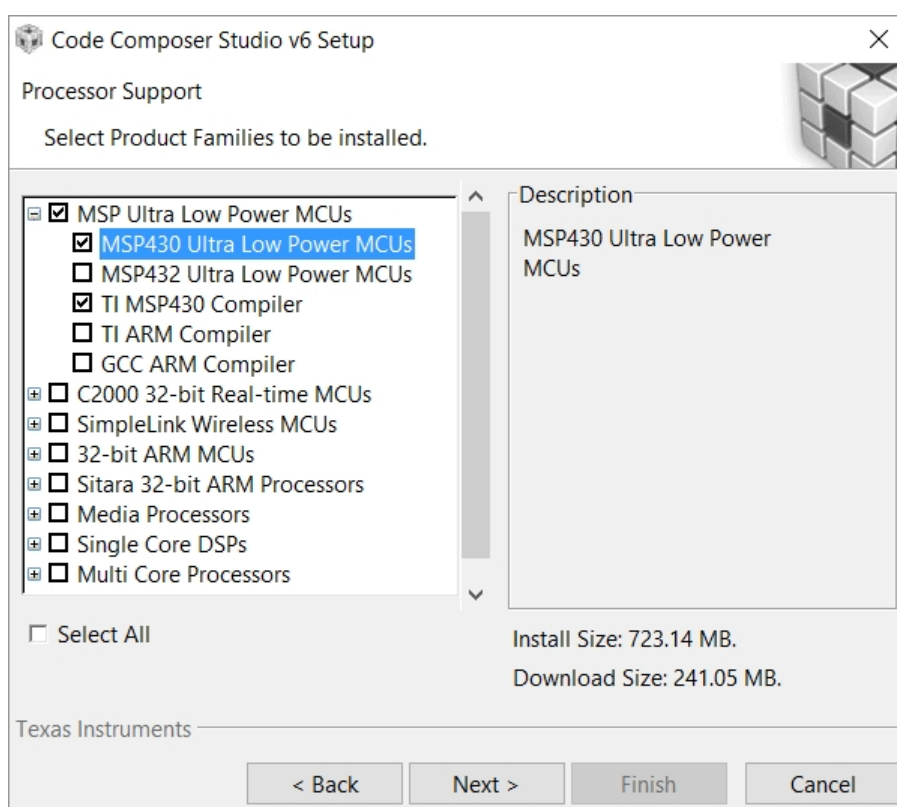 Code Composer Studio v6 Setup
Processor Support
Select Product Families to be installed.
MSP Ultra Low Power MCUs
MSP430 Ultra Low Power MCUs
MSP432 Ultra Low Power MCUs
TI MSP430 Compiler
TI ARM Compiler
GCC ARM Compiler
C2000 32-bit Real-time MCUs
SimpleLink Wireless MCUs
32-bit ARM MCUs
Sitara 32-bit ARM Processors
Media Processors
Single Core DSPs
Multi Core Processors
Select All
Description
MSP430 Ultra Low Power
MCUs
Install Size: 723.14 MB.
Download Size: 241.05 MB.
Texas Instruments
< Back
Next >
Finish
Cancel